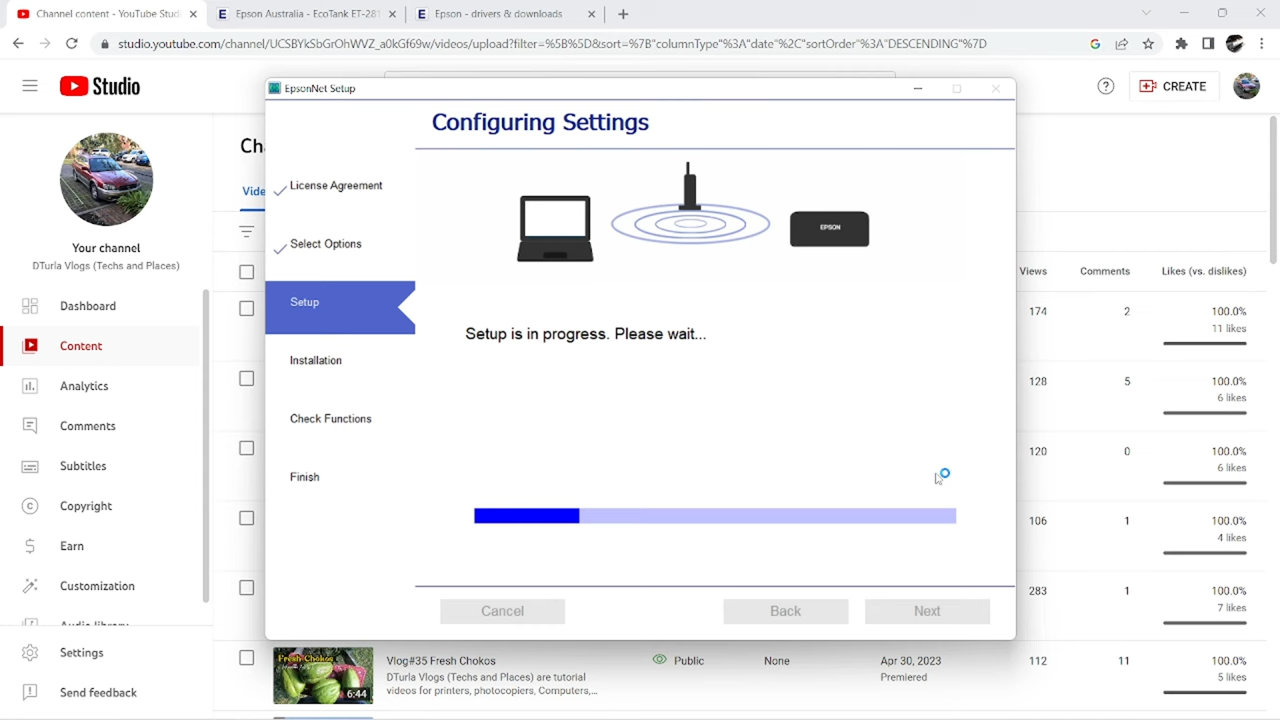 Channel content - YouTube Studi
Epson Australia - EcoTank ET-281
Epson - drivers & downloads
studio.youtube.com/channel/UCSBYkSbGrOhWVZ_a0kGf69w/videos/upload?filter=%5B%5D&sort=%7B"columnType"%3A"date"%2C"sortOrder"%3A"DESCENDING"%7D
Studio
CREATE
EpsonNet Setup
Configuring Settings
License Agreement
Select Options
Setup
Installation
Check Functions
Finish
EPSON
Setup is in progress. Please wait...
Cancel
Back
Next
Your channel
DTurla Vlogs (Techs and Places)
Dashboard
Content
Analytics
Comments
Subtitles
Copyright
Earn
Customization
Audio library
Settings
Send feedback
Views
Comments
Likes (vs. dislikes)
174
2
100.0%
11 likes
128
5
100.0%
6 likes
120
0
100.0%
6 likes
106
1
100.0%
4 likes
283
1
100.0%
7 likes
Fresh Chokos
6:44
Vlog#35 Fresh Chokos
DTurla Vlogs (Techs and Places) are tutorial
videos for printers, photocopiers, Computers,...
Public
None
Apr 30, 2023
Premiered
112
11
100.0%
5 likes